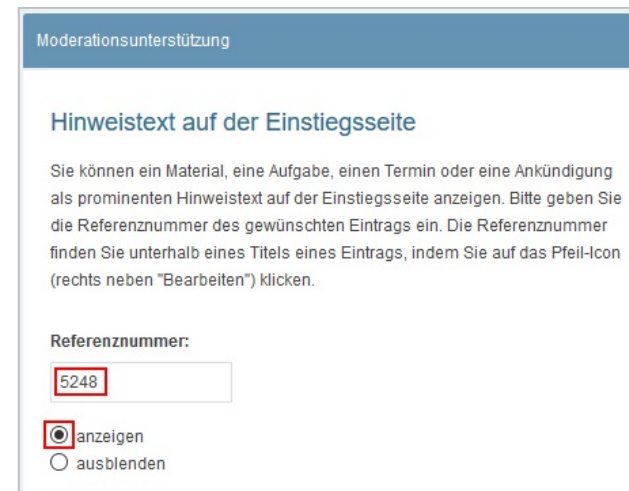 Moderationsunterstützung
Hinweistext auf der Einstiegsseite
Sie können ein Material, eine Aufgabe, einen Termin oder eine Ankündigung
als prominenten Hinweistext auf der Einstiegsseite anzeigen. Bitte geben Sie
die Referenznummer des gewünschten Eintrags ein. Die Referenznummer
finden Sie unterhalb eines Titels eines Eintrags, indem Sie auf das Pfeil-Icon
(rechts neben "Bearbeiten") klicken.
Referenznummer:
5248
anzeigen
ausblenden